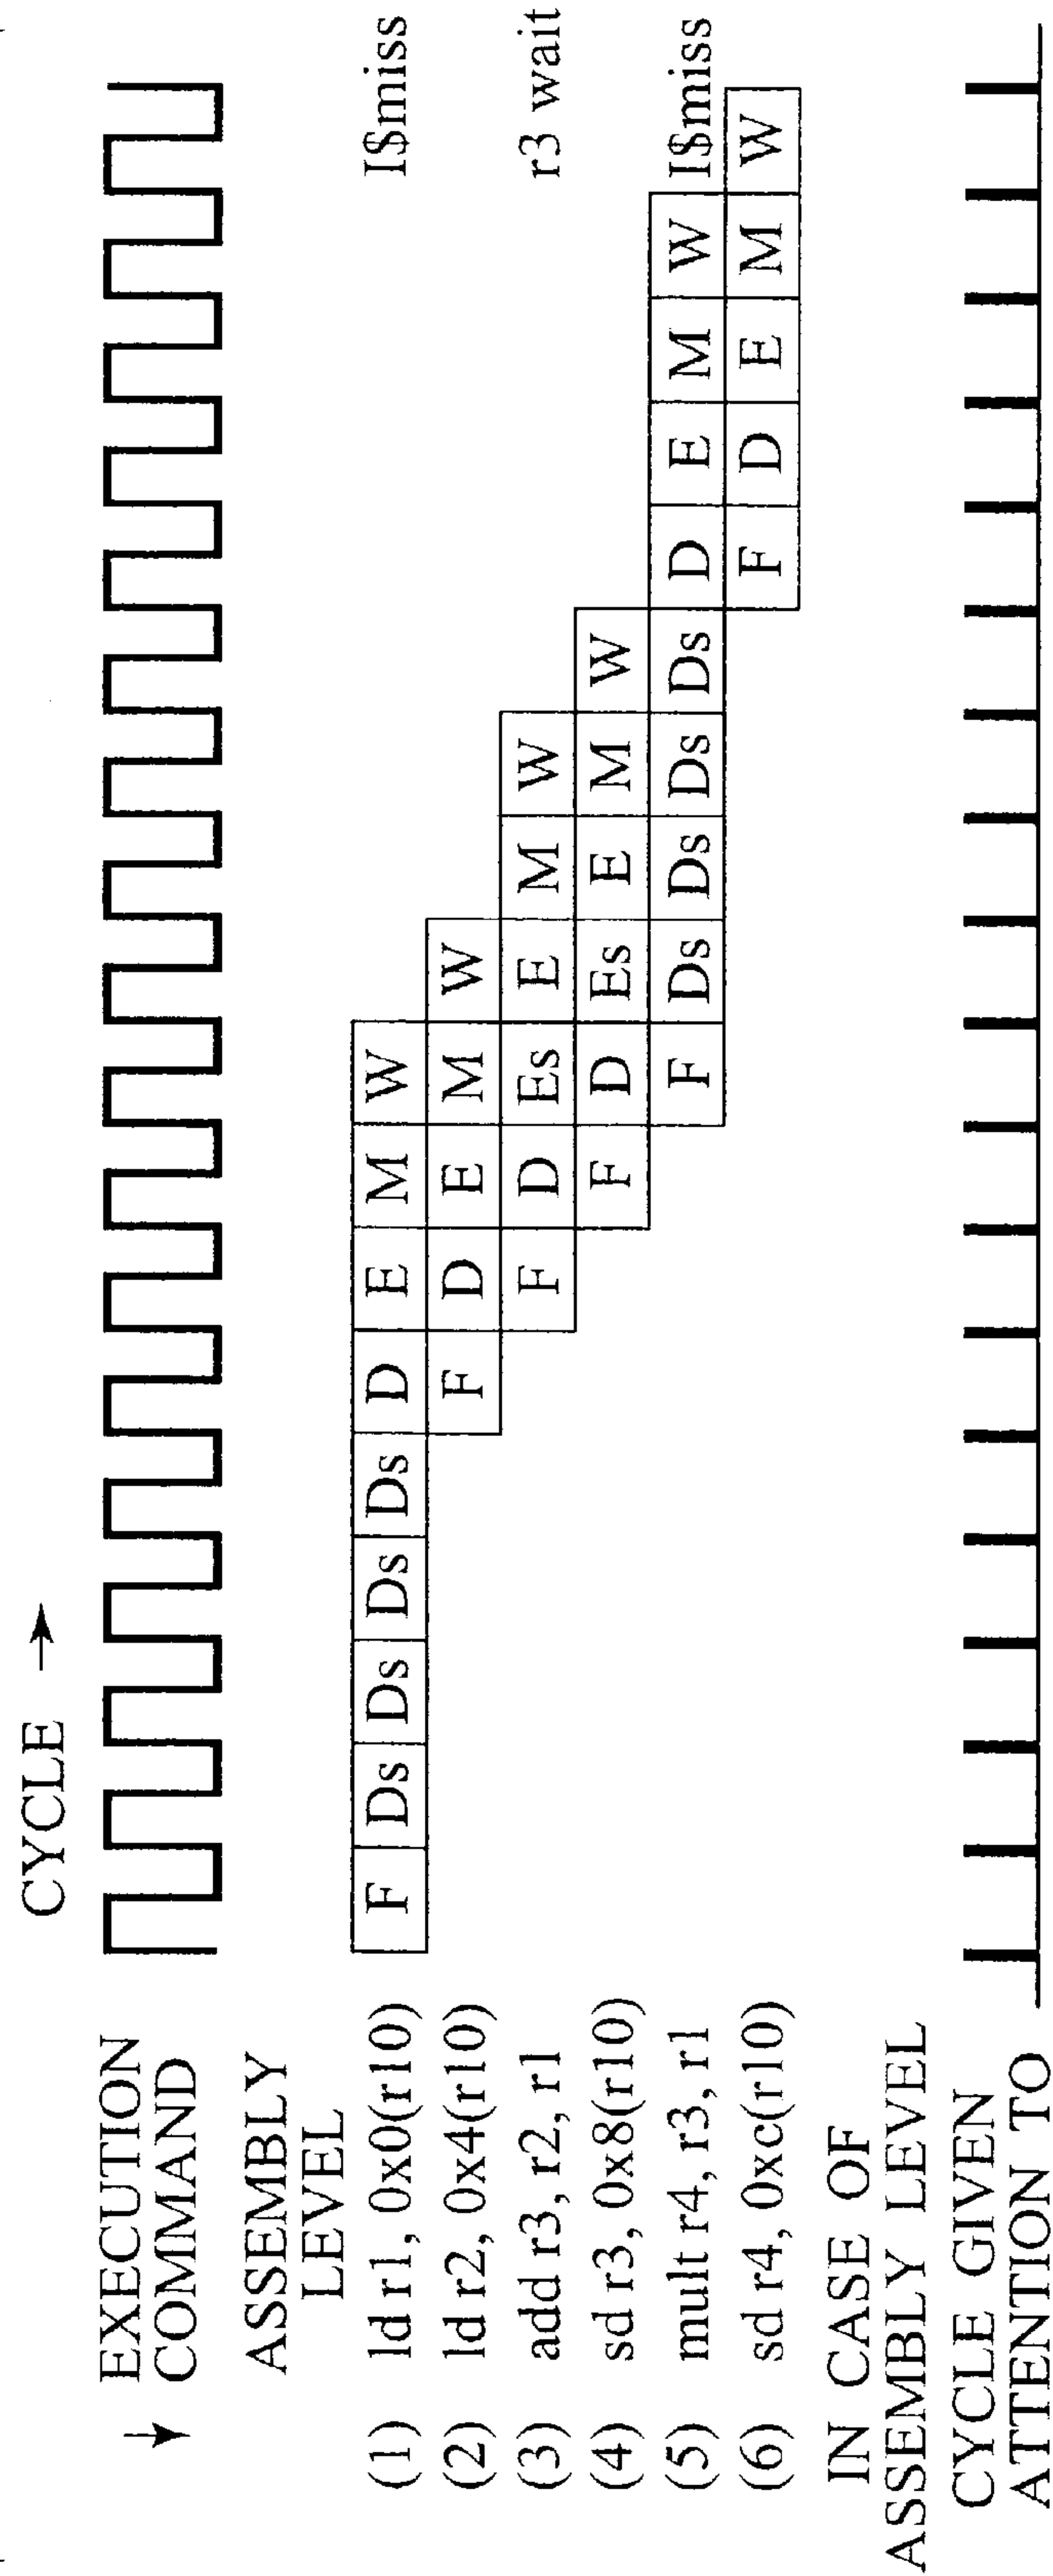 CYCLE →
↓ EXECUTION
COMMAND
ASSEMBLY
LEVEL
(1) ld r1, 0x0(r10) F Ds Ds Ds Ds D E M W I$miss
(2) ld r2, 0x4(r10) F D E M W
(3) add r3, r2, r1 F D Es E M W r3 wait
(4) sd r3, 0x8(r10) F D Es E M W
(5) mult r4, r3, r1 F Ds Ds Ds Ds D E M W I$miss
(6) sd r4, 0xc(r10) F D E M W
IN CASE OF
ASSEMBLY LEVEL
CYCLE GIVEN
ATTENTION TO